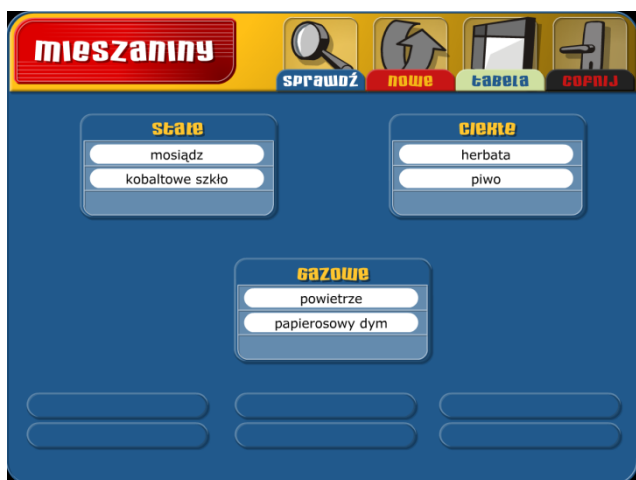 mieszaniny
sprawdź
nowe
tabela
cofnij
stałe
mosiądz
kobaltowe szkło
ciekłe
herbata
piwo
gazowe
powietrze
papierosowy dym